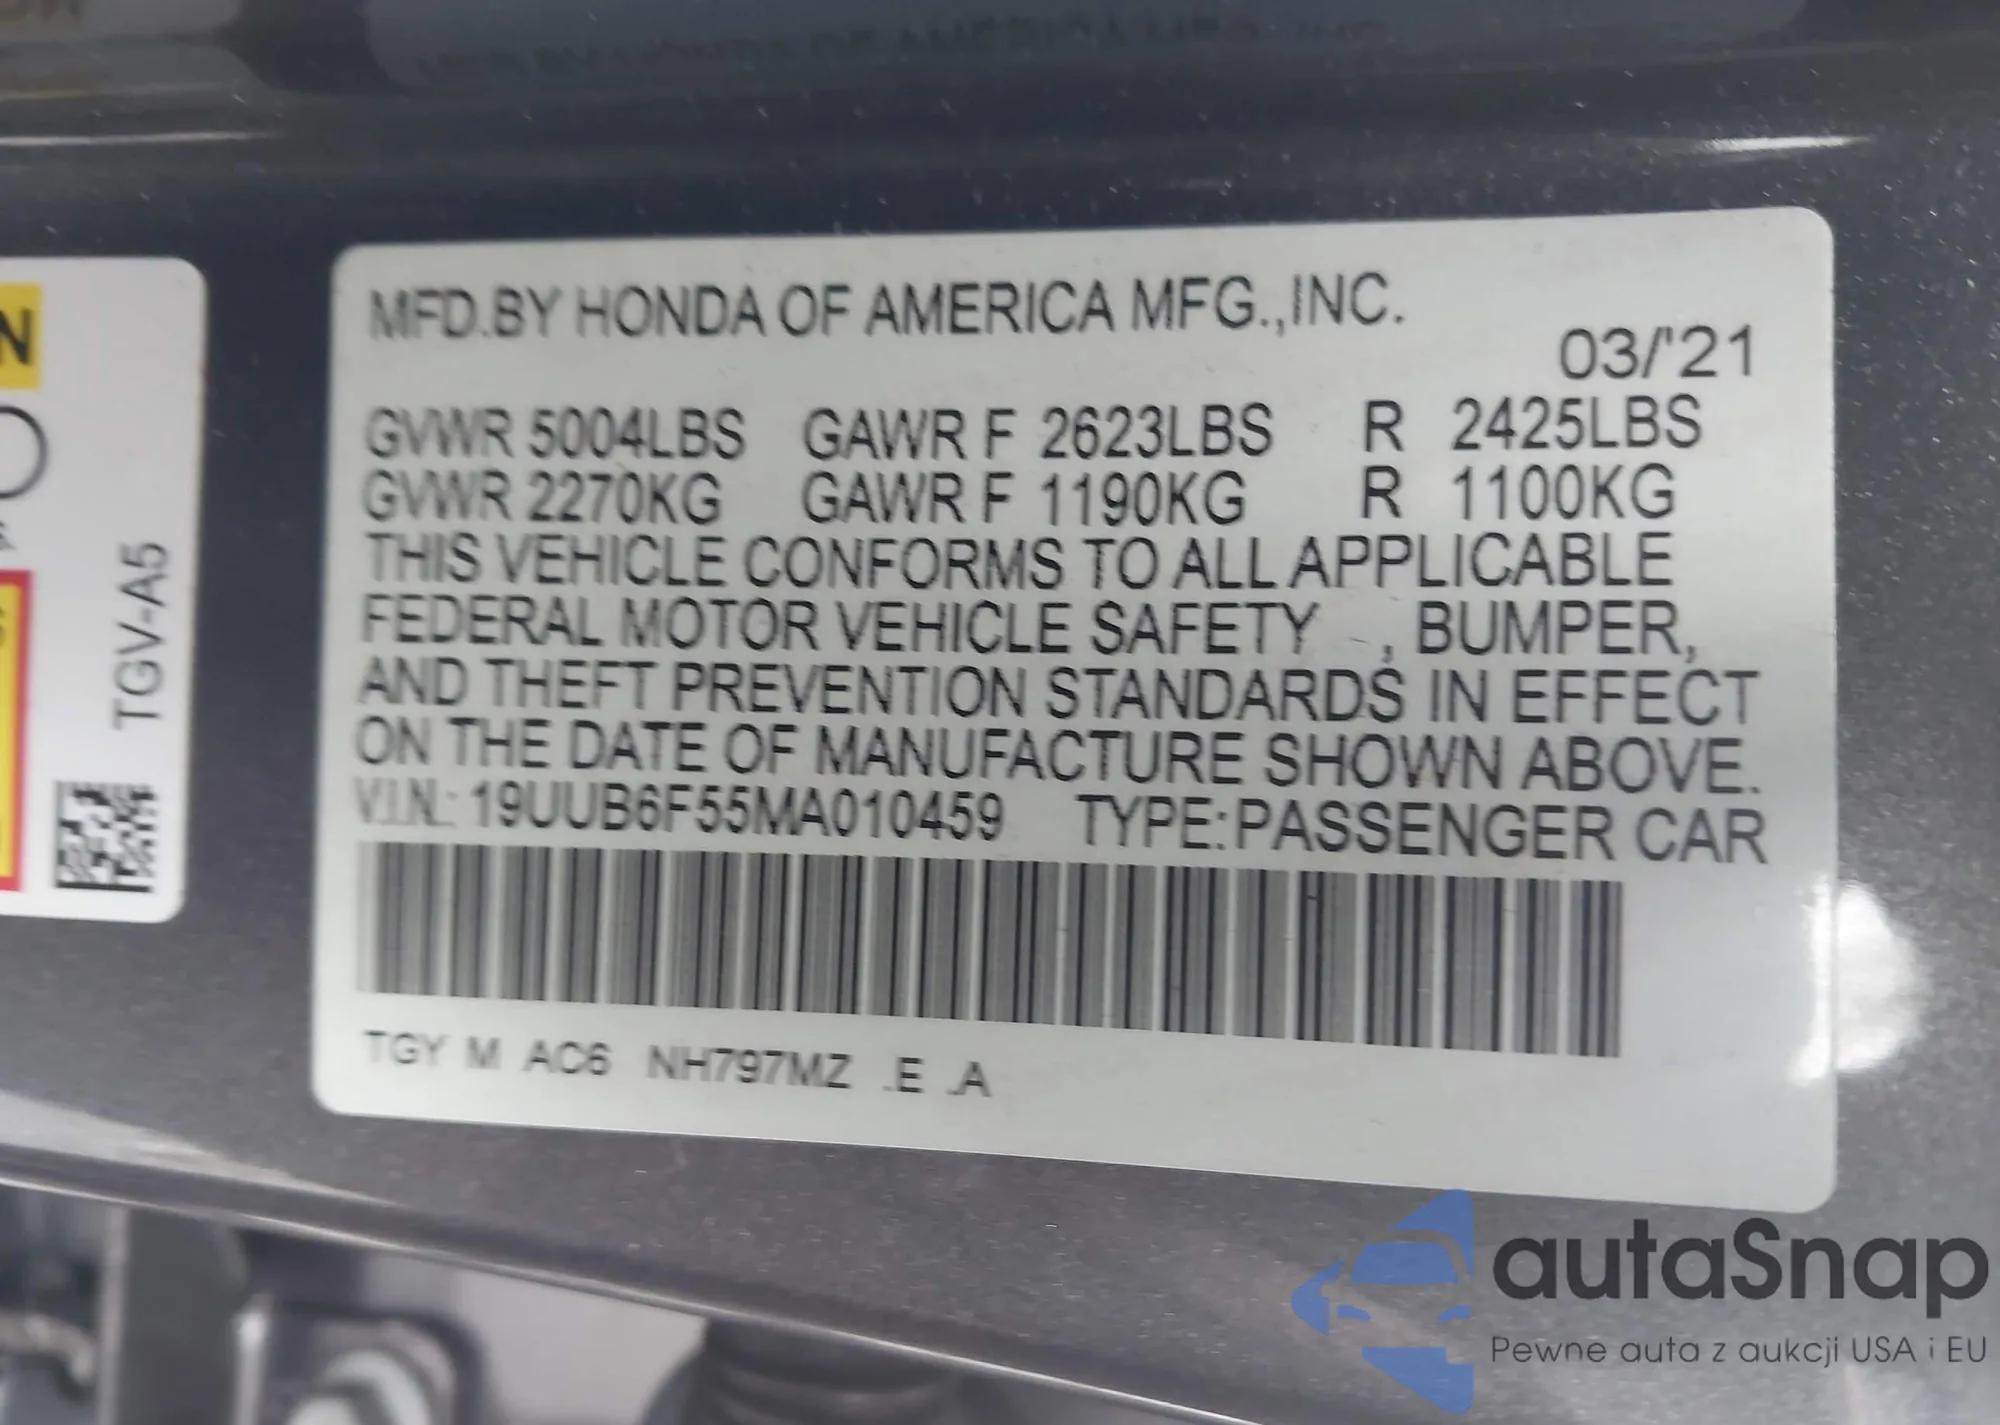 MFD.BY HONDA OF AMERICA MFG.,INC.
03/'21
GVWR 5004LBS GAWR F 2623LBS R 2425LBS
GVWR 2270KG GAWR F 1190KG R 1100KG
THIS VEHICLE CONFORMS TO ALL APPLICABLE
FEDERAL MOTOR VEHICLE SAFETY , BUMPER,
AND THEFT PREVENTION STANDARDS IN EFFECT
ON THE DATE OF MANUFACTURE SHOWN ABOVE.
V.I.N.: 19UUB6F55MA010459 TYPE:PASSENGER CAR
TGY M AC6 NH797MZ .E .A
TGV-A5
autaSnap
Pewne auta z aukcji USA i EU